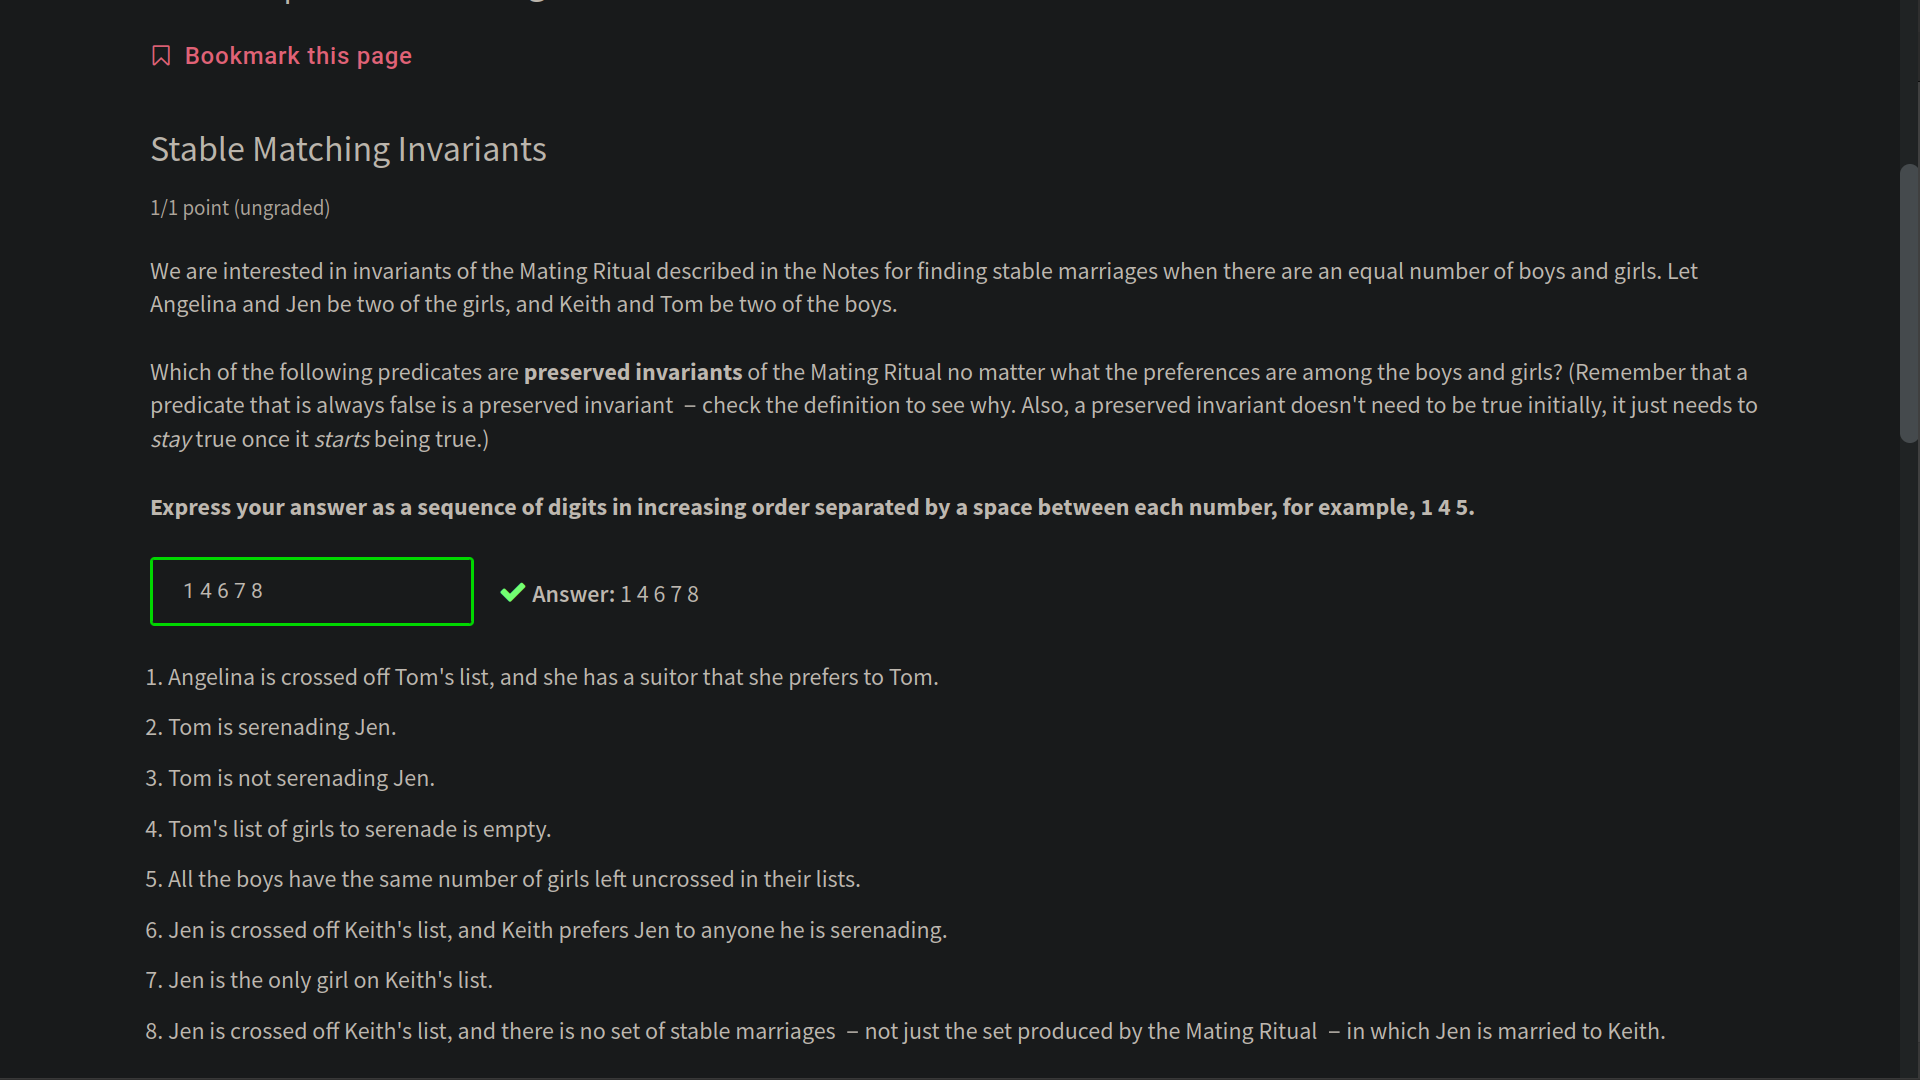 Bookmark this page
Stable Matching Invariants
1/1 point (ungraded)
We are interested in invariants of the Mating Ritual described in the Notes for finding stable marriages when there are an equal number of boys and girls. Let
Angelina and Jen be two of the girls, and Keith and Tom be two of the boys.
Which of the following predicates are preserved invariants of the Mating Ritual no matter what the preferences are among the boys and girls? (Remember that a
predicate that is always false is a preserved invariant – check the definition to see why. Also, a preserved invariant doesn't need to be true initially, it just needs to
stay true once it starts being true.)
Express your answer as a sequence of digits in increasing order separated by a space between each number, for example, 1 4 5.
1 4 6 7 8
Answer: 1 4 6 7 8
1. Angelina is crossed off Tom's list, and she has a suitor that she prefers to Tom.
2. Tom is serenading Jen.
3. Tom is not serenading Jen.
4. Tom's list of girls to serenade is empty.
5. All the boys have the same number of girls left uncrossed in their lists.
6. Jen is crossed off Keith's list, and Keith prefers Jen to anyone he is serenading.
7. Jen is the only girl on Keith's list.
8. Jen is crossed off Keith's list, and there is no set of stable marriages – not just the set produced by the Mating Ritual – in which Jen is married to Keith.